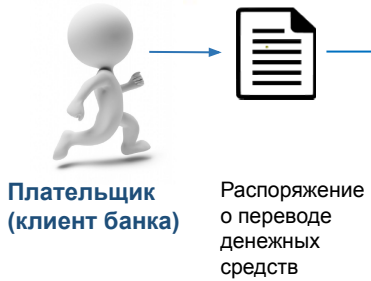 Плательщик
(клиент банка)
Распоряжение
о переводе
денежных
средств